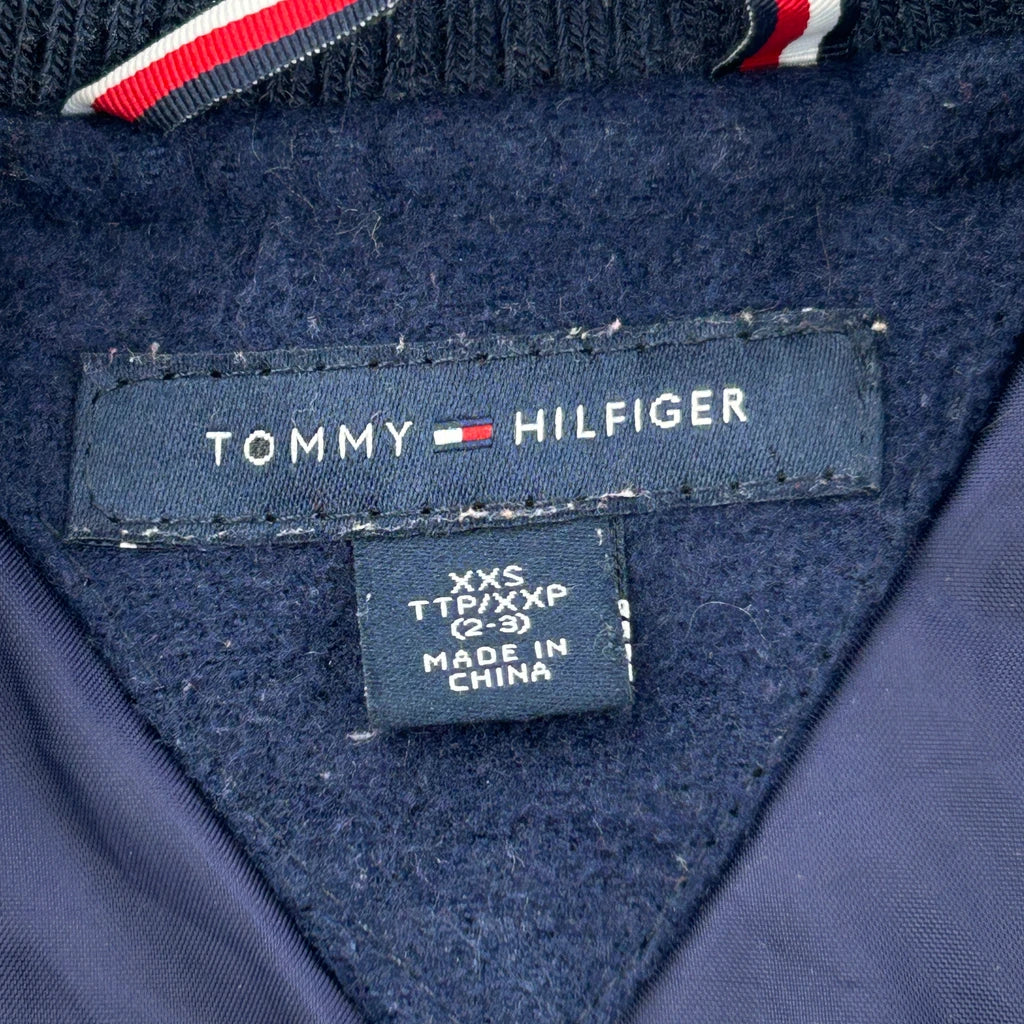 TOMMY HILFIGER
XXS
TTP/XXP
(2-3)
MADE IN
CHINA